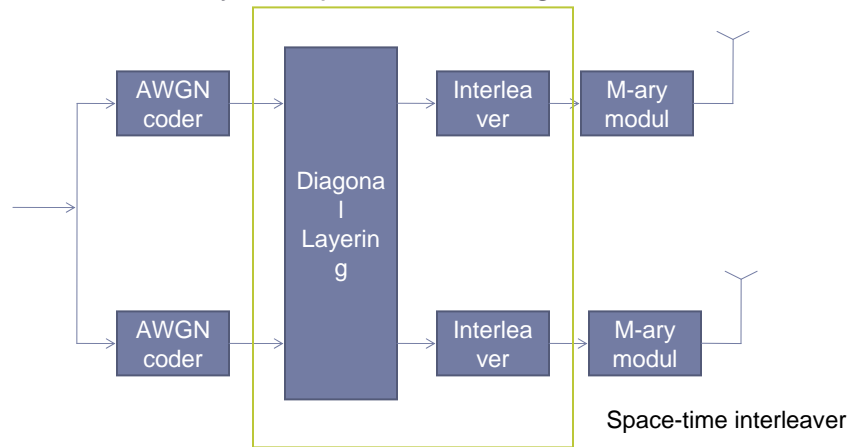 AWGN
coder
Interlea
ver
M-ary
modul
Diagona
l
Layerin
g
AWGN
coder
Interlea
ver
M-ary
modul
Space-time interleaver